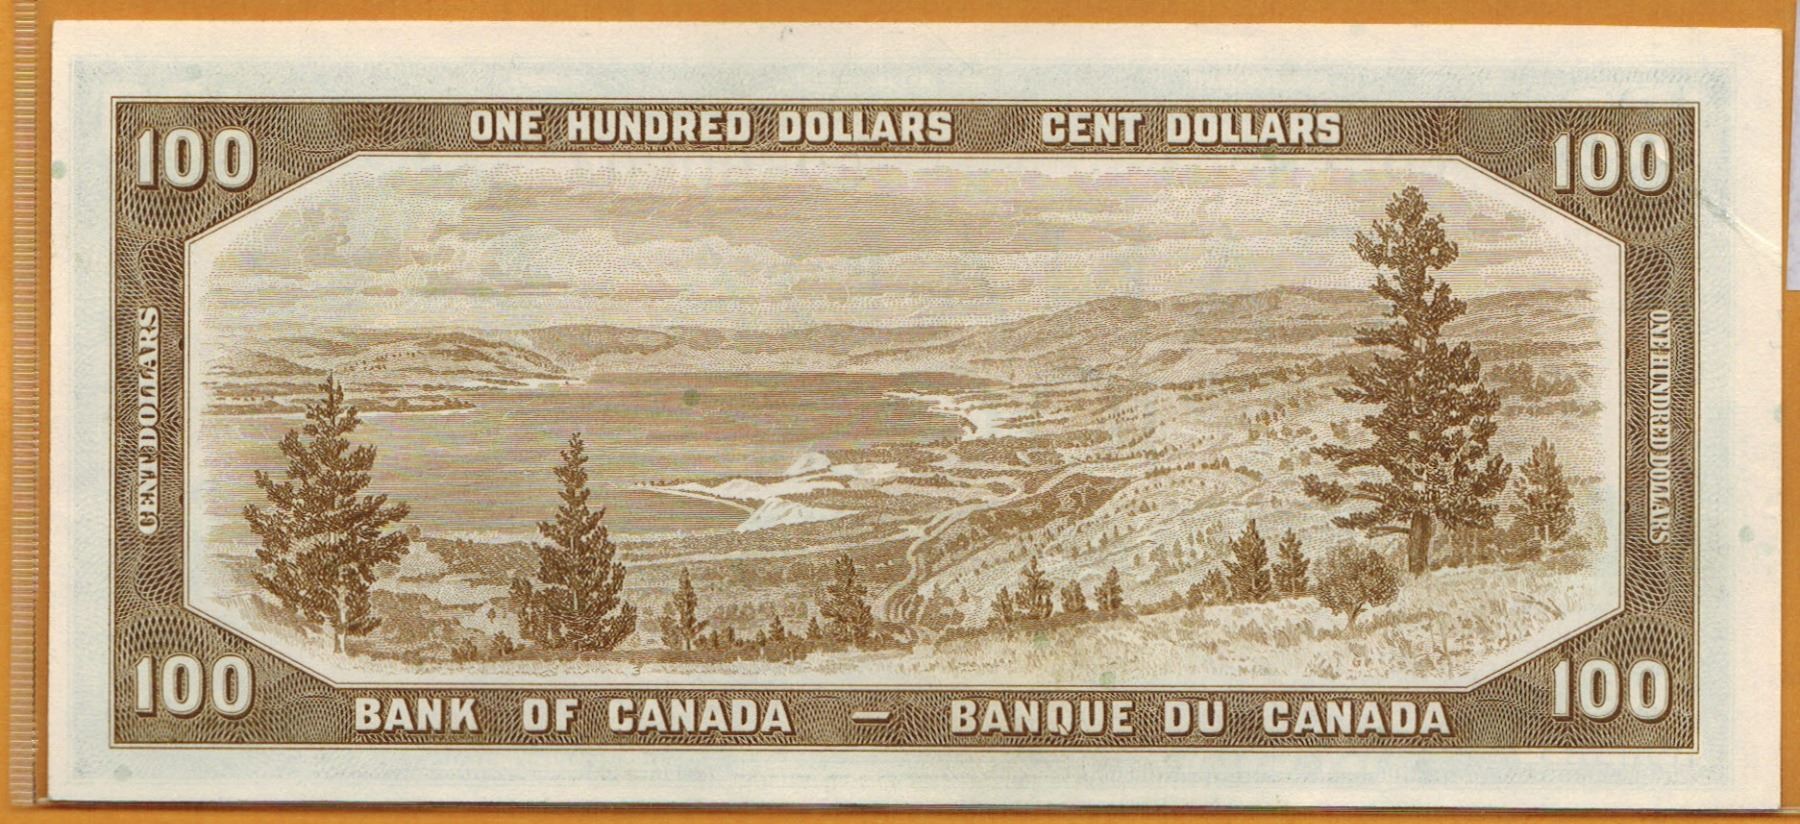 ONE HUNDRED DOLLARS CENT DOLLARS
100
100
CENT DOLLARS
ONE HUNDRED DOLLARS
100
100
BANK OF CANADA — BANQUE DU CANADA